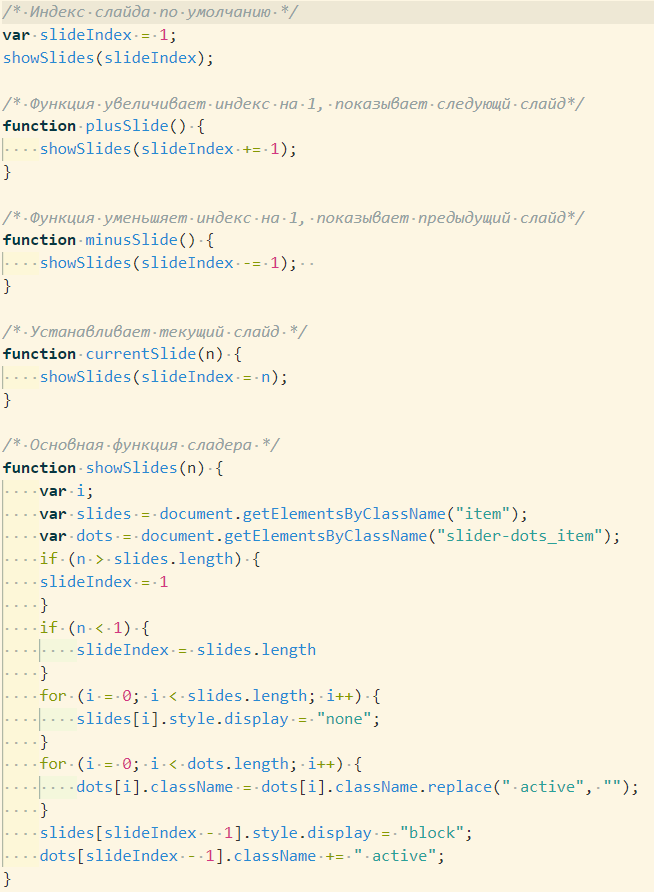 /* Индекс слайда по умолчанию */
var slideIndex = 1;
showSlides(slideIndex);
/* Функция увеличивает индекс на 1, показывает следующй слайд*/
function plusSlide() {
    showSlides(slideIndex += 1);
}
/* Функция уменьшяет индекс на 1, показывает предыдущий слайд*/
function minusSlide() {
    showSlides(slideIndex -= 1);
}
/* Устанавливает текущий слайд */
function currentSlide(n) {
    showSlides(slideIndex = n);
}
/* Основная функция сладера */
function showSlides(n) {
    var i;
    var slides = document.getElementsByClassName("item");
    var dots = document.getElementsByClassName("slider-dots_item");
    if (n > slides.length) {
    slideIndex = 1
    }
    if (n < 1) {
        slideIndex = slides.length
    }
    for (i = 0; i < slides.length; i++) {
        slides[i].style.display = "none";
    }
    for (i = 0; i < dots.length; i++) {
        dots[i].className = dots[i].className.replace(" active", "");
    }
    slides[slideIndex - 1].style.display = "block";
    dots[slideIndex - 1].className += " active";
}